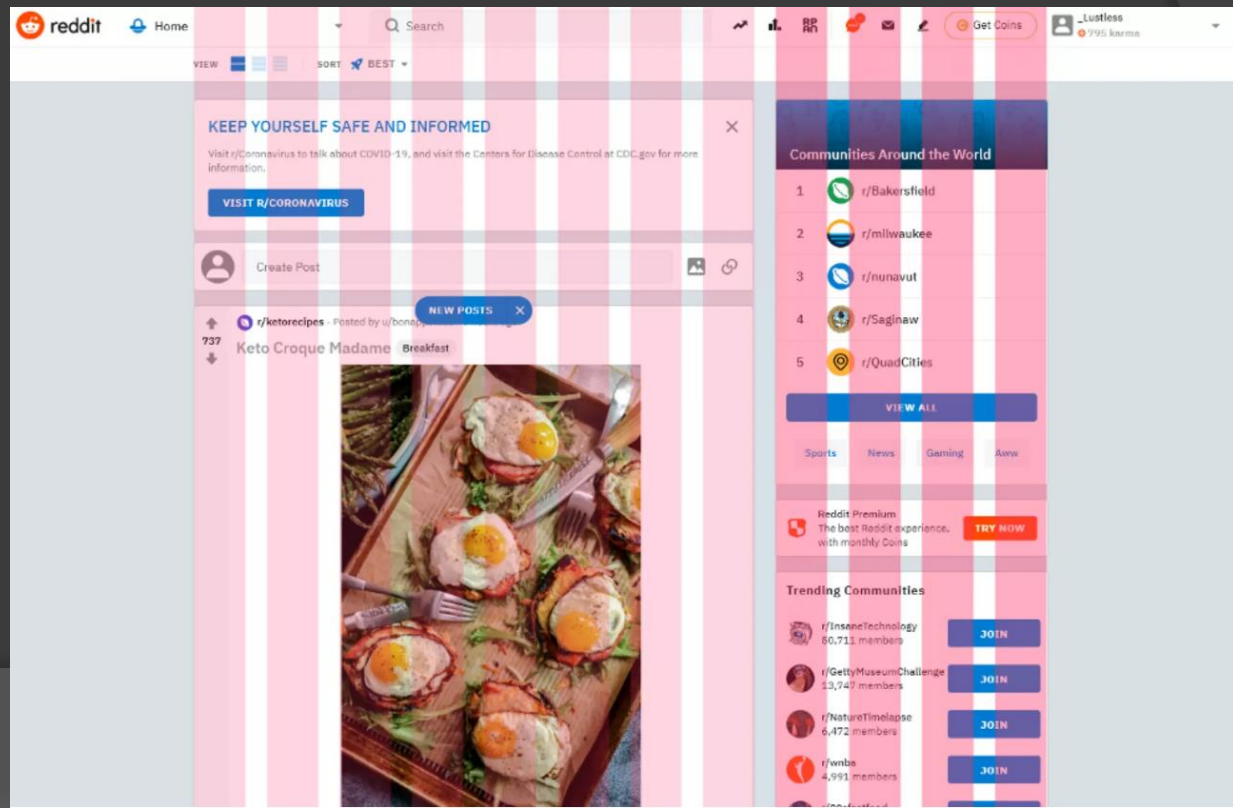 reddit Home Search Get Coins _Lustless
795 karma
VIEW SORT BEST
KEEP YOURSELF SAFE AND INFORMED
Visit r/Coronavirus to talk about COVID-19, and visit the Centers for Disease Control at CDC.gov for more
information.
VISIT R/CORONAVIRUS
Create Post
NEW POSTS
r/ketorecipes · Posted by
737
Keto Croque Madame Breakfast
Communities Around the World
1 r/Bakersfield
2 r/milwaukee
3 r/nunavut
4 r/Saginaw
5 r/QuadCities
VIEW ALL
Sports News Gaming Aww
Reddit Premium
The best Reddit experience,
with monthly Coins
TRY NOW
Trending Communities
r/InsaneTechnology
50,711 members
JOIN
r/GettyMuseumChallenge
13,747 members
JOIN
r/NatureTimelapse
6,472 members
JOIN
r/wnba
4,991 members
JOIN